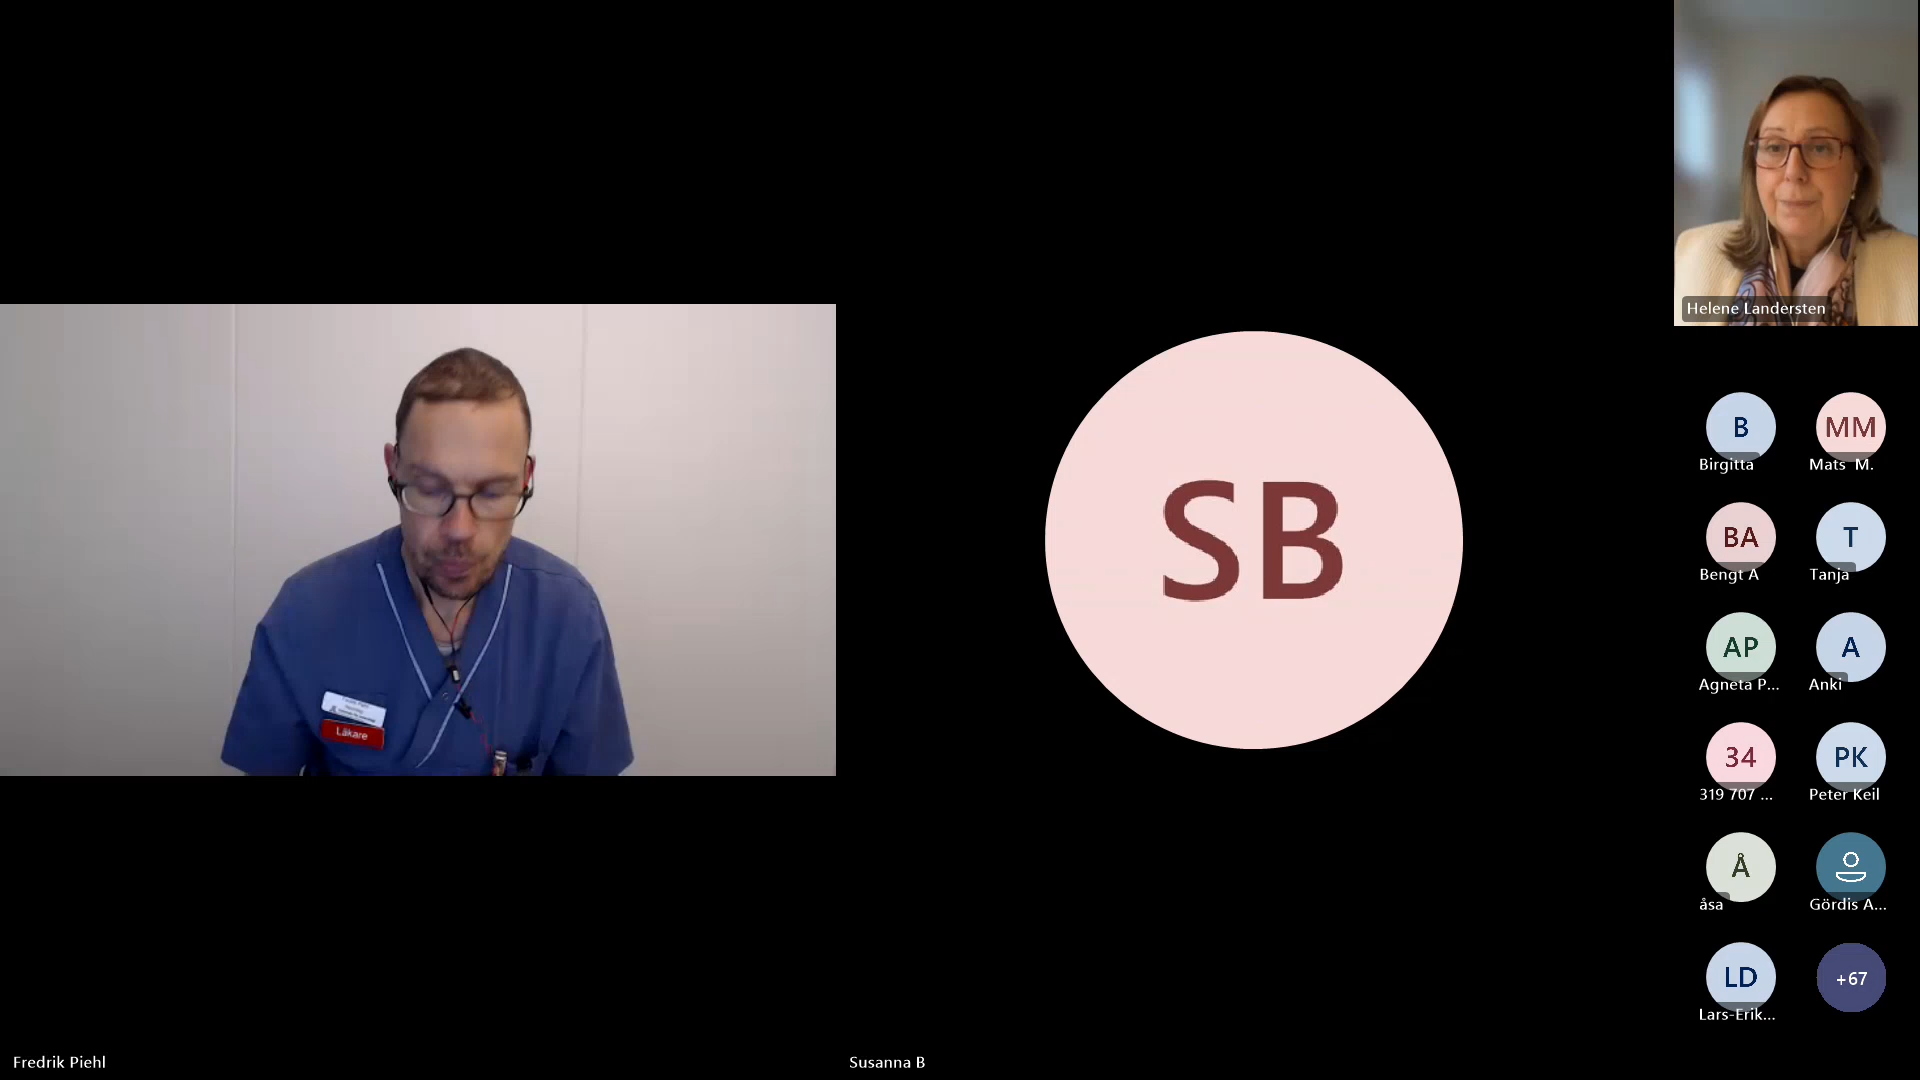 Helene Landersten
B
MM
Birgitta
Mats M.
BA
T
Bengt A
Tanja
AP
A
Agneta P...
Anki
34
PK
319 707 ...
Peter Keil
Å
åsa
Gördis A...
LD
+67
Lars-Erik...
SB
Läkare
Fredrik Piehl
Susanna B